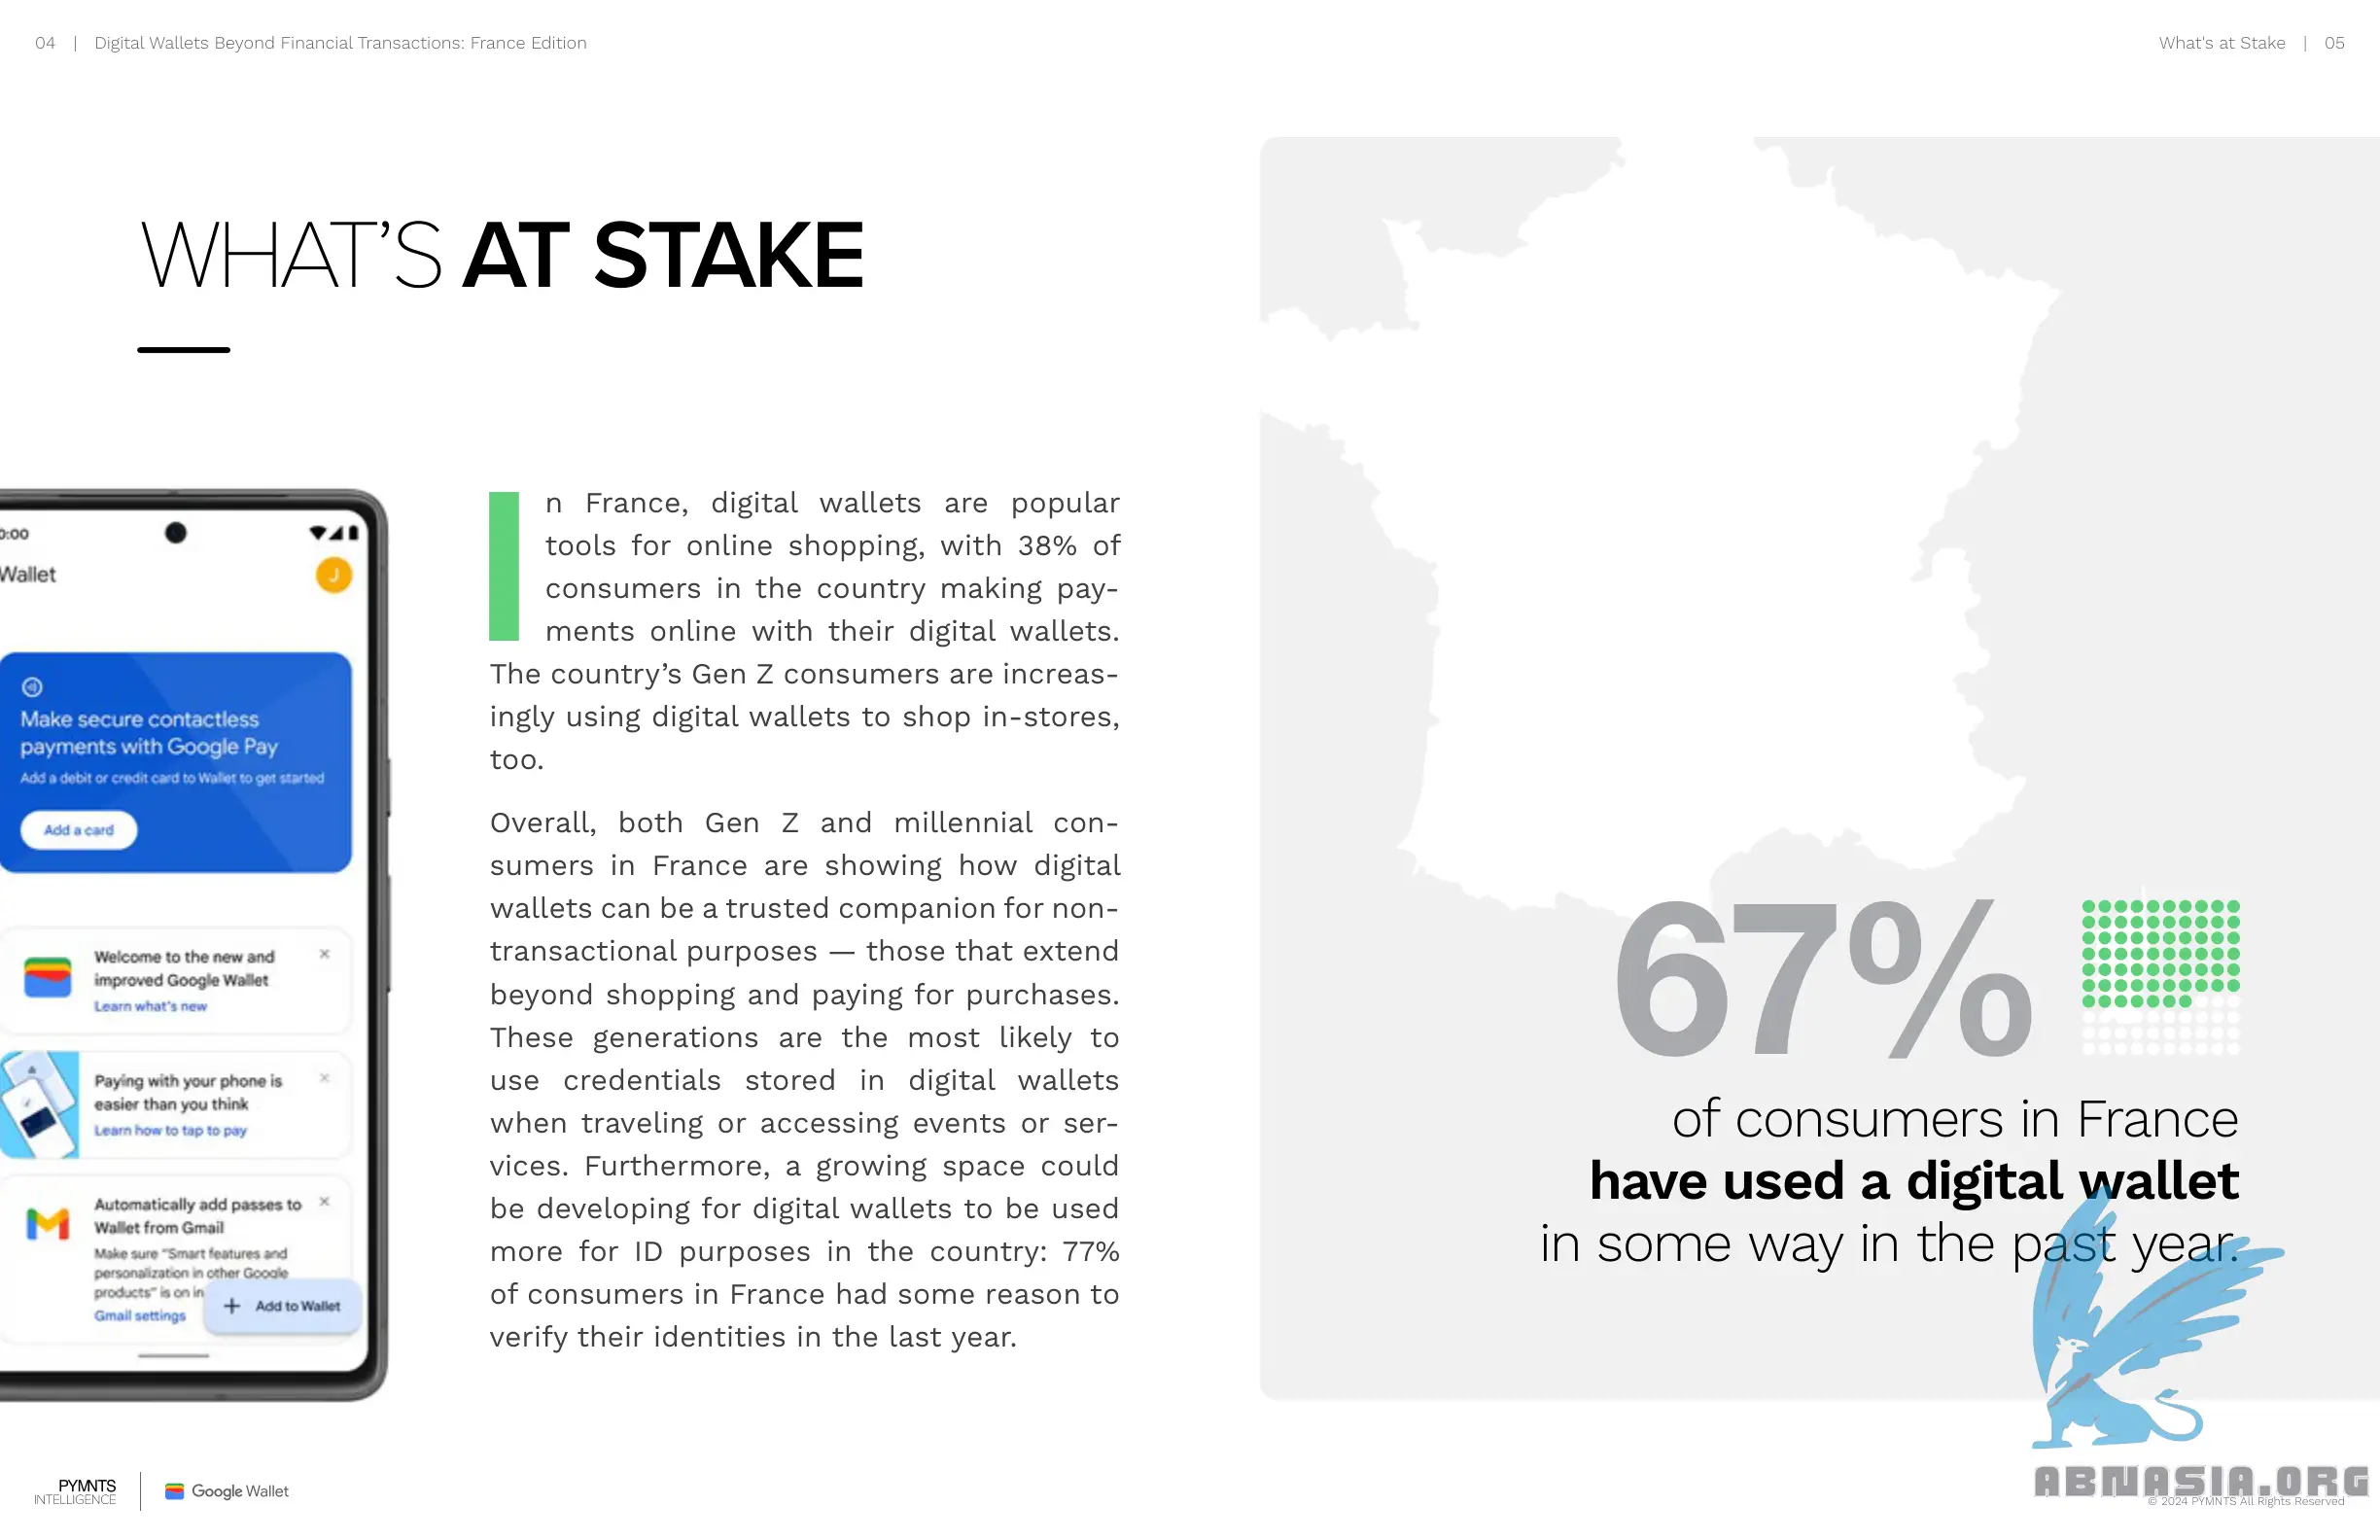 04 | Digital Wallets Beyond Financial Transactions: France Edition
What's at Stake | 05
WHAT'S AT STAKE
0:00
Wallet
J
Make secure contactless
payments with Google Pay
Add a debit or credit card to Wallet to get started
Add a card
Welcome to the new and
improved Google Wallet
Learn what's new
Paying with your phone is
easier than you think
Learn how to tap to pay
Automatically add passes to
Wallet from Gmail
Make sure "Smart features and
personalization in other Google
products" is on in
Gmail settings
+ Add to Wallet
In France, digital wallets are popular
tools for online shopping, with 38% of
consumers in the country making pay-
ments online with their digital wallets.
The country's Gen Z consumers are increas-
ingly using digital wallets to shop in-stores,
too.
Overall, both Gen Z and millennial con-
sumers in France are showing how digital
wallets can be a trusted companion for non-
transactional purposes — those that extend
beyond shopping and paying for purchases.
These generations are the most likely to
use credentials stored in digital wallets
when traveling or accessing events or ser-
vices. Furthermore, a growing space could
be developing for digital wallets to be used
more for ID purposes in the country: 77%
of consumers in France had some reason to
verify their identities in the last year.
67%
of consumers in France
have used a digital wallet
in some way in the past year.
PYMNTS
INTELLIGENCE
Google Wallet
ABNASIA.ORG
© 2024 PYMNTS All Rights Reserved